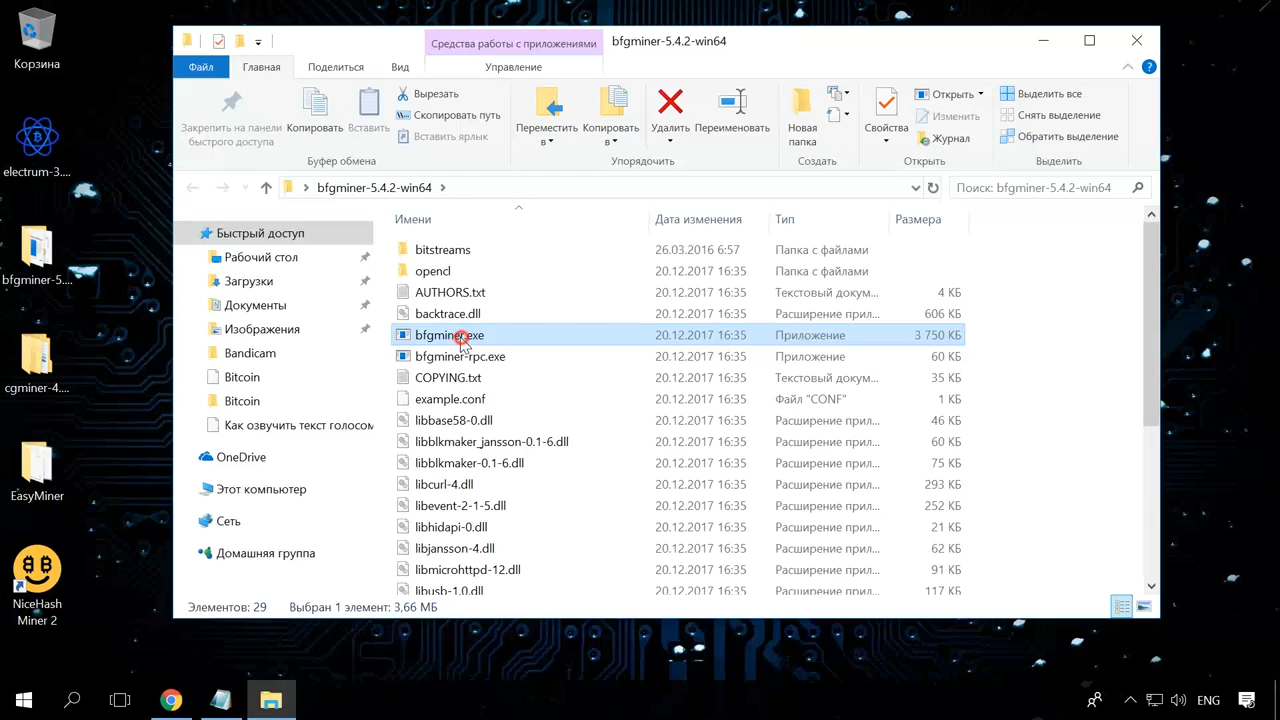 Корзина
electrum-3....
bfgminer-5....
cgminer-4....
EasyMiner
NiceHash
Miner 2
Средства работы с приложениями
bfgminer-5.4.2-win64
Файл
Главная
Поделиться
Вид
Управление
Закрепить на панели
быстрого доступа
Копировать
Вставить
Вырезать
Скопировать путь
Вставить ярлык
Буфер обмена
Переместить
в
Копировать
в
Удалить
Переименовать
Упорядочить
Новая
папка
Создать
Свойства
Открыть
Изменить
Журнал
Открыть
Выделить все
Снять выделение
Обратить выделение
Выделить
bfgminer-5.4.2-win64
Поиск: bfgminer-5.4.2-win64
Быстрый доступ
Рабочий стол
Загрузки
Документы
Изображения
Bandicam
Bitcoin
Bitcoin
Как озвучить текст голосом
OneDrive
Этот компьютер
Сеть
Домашняя группа
Имени Дата изменения Тип Размера
bitstreams 26.03.2016 6:57 Папка с файлами
opencl 20.12.2017 16:35 Папка с файлами
AUTHORS.txt 20.12.2017 16:35 Текстовый докум... 4 КБ
backtrace.dll 20.12.2017 16:35 Расширение прил... 606 КБ
bfgminer.exe 20.12.2017 16:35 Приложение 3 750 КБ
bfgminer-rpc.exe 20.12.2017 16:35 Приложение 60 КБ
COPYING.txt 20.12.2017 16:35 Текстовый докум... 35 КБ
example.conf 20.12.2017 16:35 Файл "CONF" 1 КБ
libbase58-0.dll 20.12.2017 16:35 Расширение прил... 46 КБ
libblkmaker_jansson-0.1-6.dll 20.12.2017 16:35 Расширение прил... 60 КБ
libblkmaker-0.1-6.dll 20.12.2017 16:35 Расширение прил... 75 КБ
libcurl-4.dll 20.12.2017 16:35 Расширение прил... 293 КБ
libevent-2-1-5.dll 20.12.2017 16:35 Расширение прил... 252 КБ
libhidapi-0.dll 20.12.2017 16:35 Расширение прил... 21 КБ
libjansson-4.dll 20.12.2017 16:35 Расширение прил... 62 КБ
libmicrohttpd-12.dll 20.12.2017 16:35 Расширение прил... 91 КБ
libusb-1.0.dll 20.12.2017 16:35 Расширение прил... 117 КБ
Элементов: 29 Выбран 1 элемент: 3,66 МБ
ENG